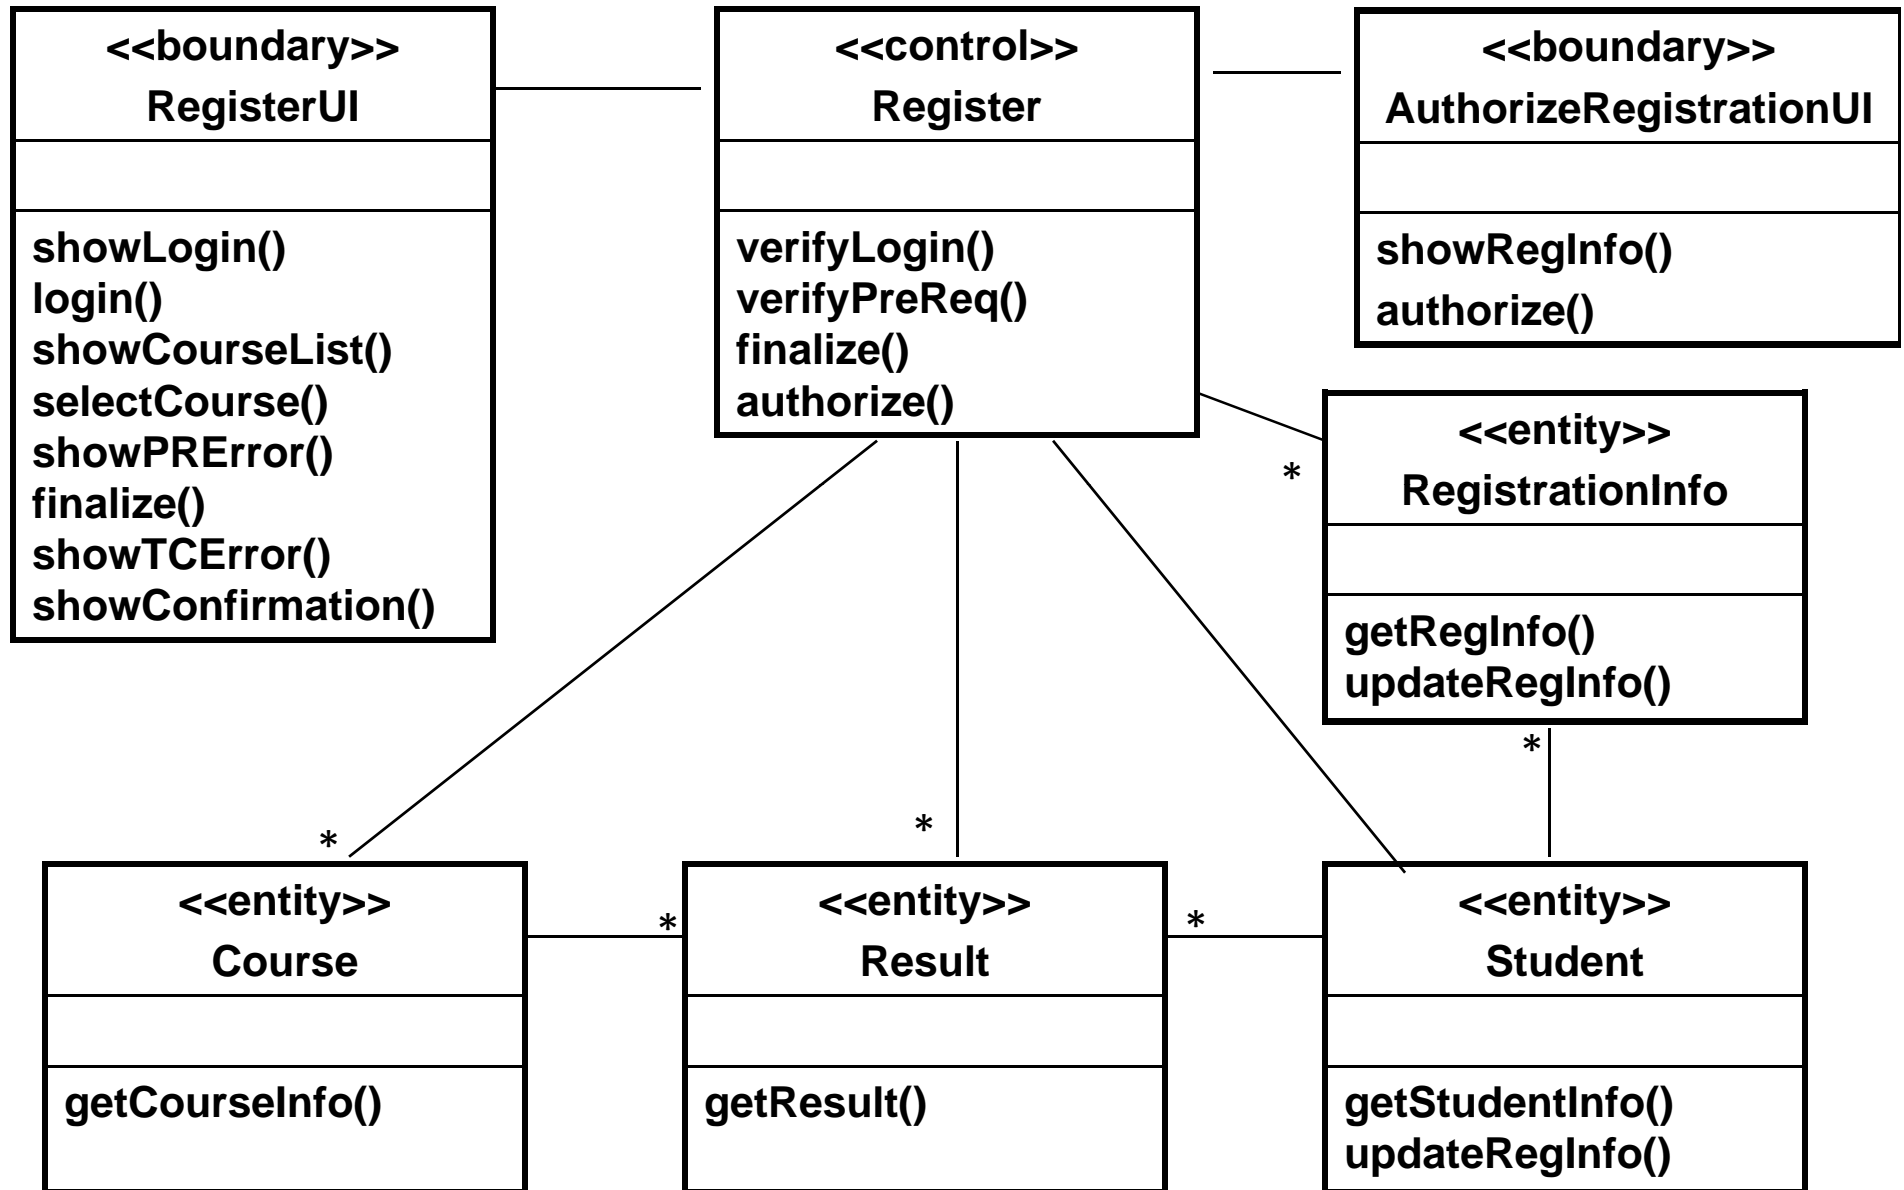 <<boundary>>
RegisterUI
showLogin()
login()
showCourseList()
selectCourse()
showPRError()
finalize()
showTCError()
showConfirmation()
<<control>>
Register
verifyLogin()
verifyPreReq()
finalize()
authorize()
<<boundary>>
AuthorizeRegistrationUI
showRegInfo()
authorize()
*
<<entity>>
RegistrationInfo
getRegInfo()
updateRegInfo()
*
*
*
<<entity>>
Course
getCourseInfo()
*
<<entity>>
Result
getResult()
*
<<entity>>
Student
getStudentInfo()
updateRegInfo()